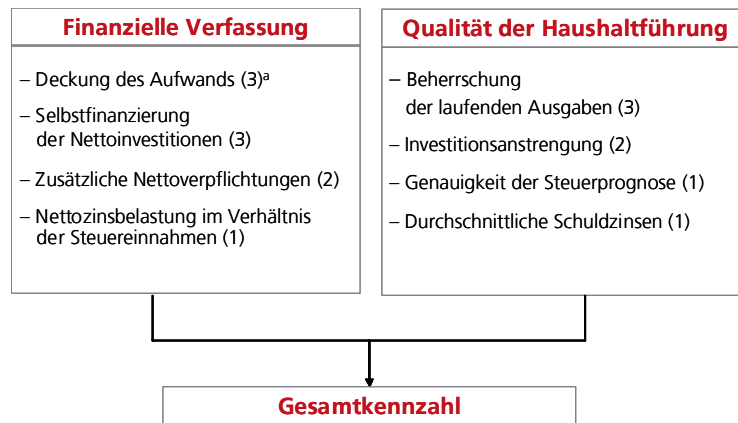 Finanzielle Verfassung
– Deckung des Aufwands (3)ª
– Selbstfinanzierung
der Nettoinvestitionen (3)
– Zusätzliche Nettoverpflichtungen (2)
– Nettozinsbelastung im Verhältnis
der Steuereinnahmen (1)
Qualität der Haushaltführung
– Beherrschung
der laufenden Ausgaben (3)
– Investitionsanstrengung (2)
– Genauigkeit der Steuerprognose (1)
– Durchschnittliche Schuldzinsen (1)
Gesamtkennzahl